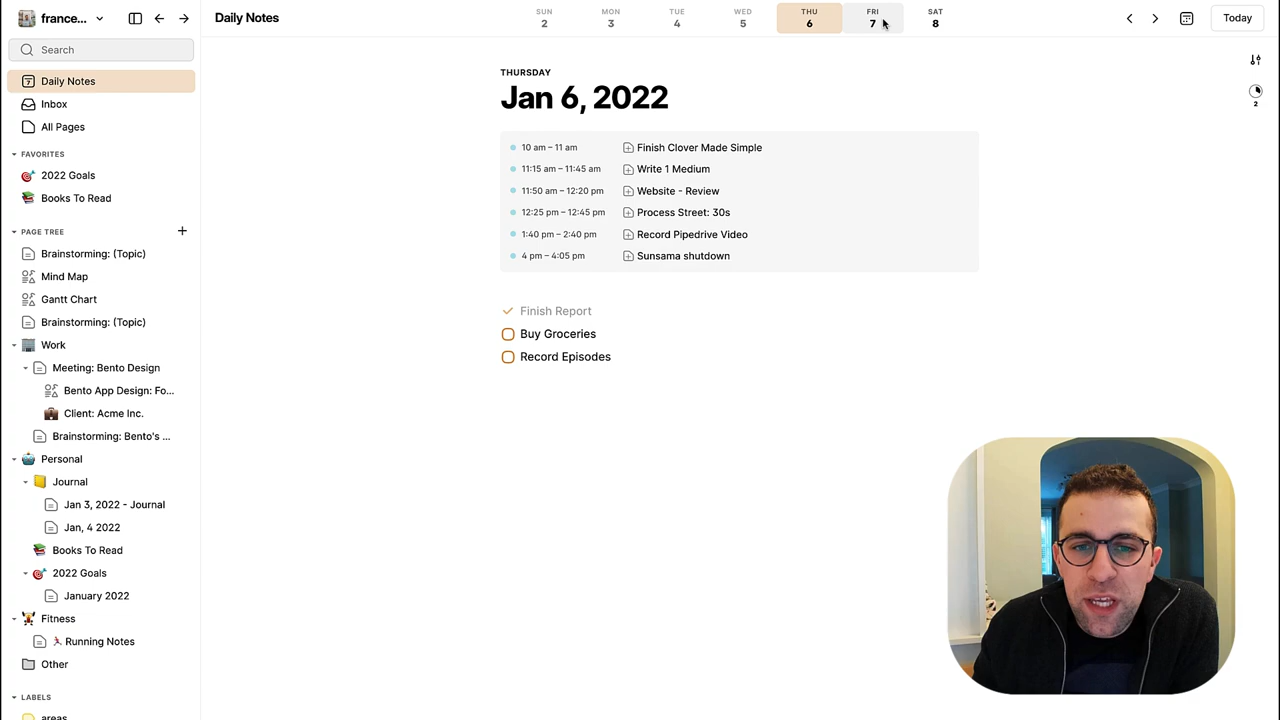 france...
Daily Notes
SUN MON TUE WED THU FRI SAT
2 3 4 5 6 7 8
Today
Search
Daily Notes
Inbox
All Pages
FAVORITES
2022 Goals
Books To Read
PAGE TREE
Brainstorming: (Topic)
Mind Map
Gantt Chart
Brainstorming: (Topic)
Work
Meeting: Bento Design
Bento App Design: Fo...
Client: Acme Inc.
Brainstorming: Bento's ...
Personal
Journal
Jan 3, 2022 - Journal
Jan, 4 2022
Books To Read
2022 Goals
January 2022
Fitness
Running Notes
Other
LABELS
areas
THURSDAY
Jan 6, 2022
10 am – 11 am Finish Clover Made Simple
11:15 am – 11:45 am Write 1 Medium
11:50 am – 12:20 pm Website - Review
12:25 pm – 12:45 pm Process Street: 30s
1:40 pm – 2:40 pm Record Pipedrive Video
4 pm – 4:05 pm Sunsama shutdown
Finish Report
Buy Groceries
Record Episodes
2